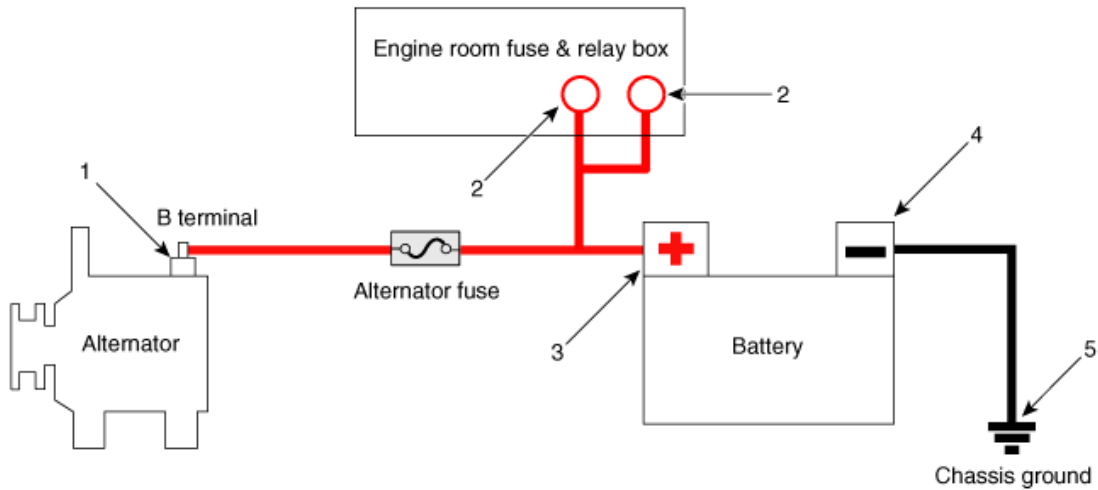 Engine room fuse & relay box
2
2
1
4
B terminal
Alternator fuse
3
Alternator
Battery
5
Chassis ground